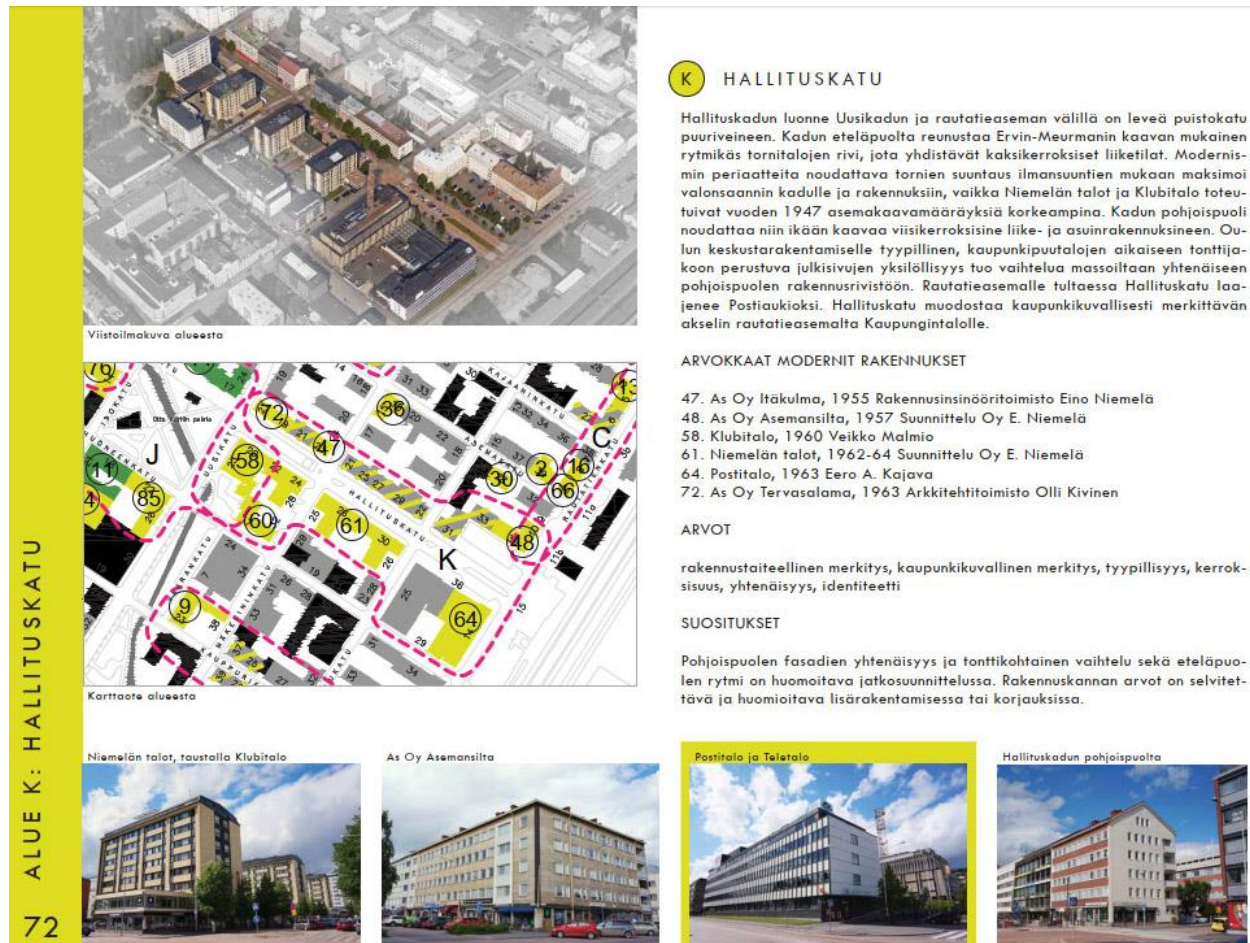 K HALLITUSKATU
Hallituskadun luonne Uusikadun ja rautatieaseman välillä on leveä puistokatu
puuriveineen. Kadun eteläpuolta reunustaa Ervin-Meurmanin kaavan mukainen
rytmikäs tornitalojen rivi, jota yhdistävät kaksikerroksiset liiketilat. Modernis-
min periaatteita noudattava tornien suuntaus ilmansuuntien mukaan maksimoi
valonsaannin kadulle ja rakennuksiin, vaikka Niemelän talot ja Klubitalo toteu-
tuivat vuoden 1947 asemakaavamääräyksiä korkeampina. Kadun pohjoispuoli
noudattaa niin ikään kaavaa viisikerroksisine liike- ja asuinrakennuksineen. Ou-
lun keskustarakentamiselle tyypillinen, kaupunkipuutalojen aikaiseen tonttija-
koon perustuva julkisivujen yksilöllisyys tuo vaihtelua massoiltaan yhtenäiseen
pohjoispuolen rakennusrivistöön. Rautatieasemalle tultaessa Hallituskatu laa-
jenee Postiaukioksi. Hallituskatu muodostaa kaupunkikuvallisesti merkittävän
akselin rautatieasemalta Kaupungintalolle.
ARVOKKAAT MODERNIT RAKENNUKSET
47. As Oy Itäkulma, 1955 Rakennusinsinööritoimisto Eino Niemelä
48. As Oy Asemansilta, 1957 Suunnittelu Oy E. Niemelä
58. Klubitalo, 1960 Veikko Malmio
61. Niemelän talot, 1962-64 Suunnittelu Oy E. Niemelä
64. Postitalo, 1963 Eero A. Kajava
72. As Oy Tervasalama, 1963 Arkkitehtitoimisto Olli Kivinen
ARVOT
rakennustaiteellinen merkitys, kaupunkikuvallinen merkitys, tyypillisyys, kerrok-
sisuus, yhtenäisyys, identiteetti
SUOSITUKSET
Pohjoispuolen fasadien yhtenäisyys ja tonttikohtainen vaihtelu sekä eteläpuo-
len rytmi on huomoitava jatkosuunnittelussa. Rakennuskannan arvot on selvitet-
tävä ja huomioitava lisärakentamisessa tai korjauksissa.
Viistoilmakuva alueesta
76
72
36
13
47
KAJAANINKATU
C
J
UUSIKATU
58
11
85
4
ASEMAKATU
30
2
16
66
RAUTATIENKATU
HALLITUSKATU
60
61
K
48
9
64
Karttaote alueesta
Niemelän talot, taustalla Klubitalo
As Oy Asemansilta
Postitalo ja Teletalo
Hallituskadun pohjoispuolta
ALUE K: HALLITUSKATU
72